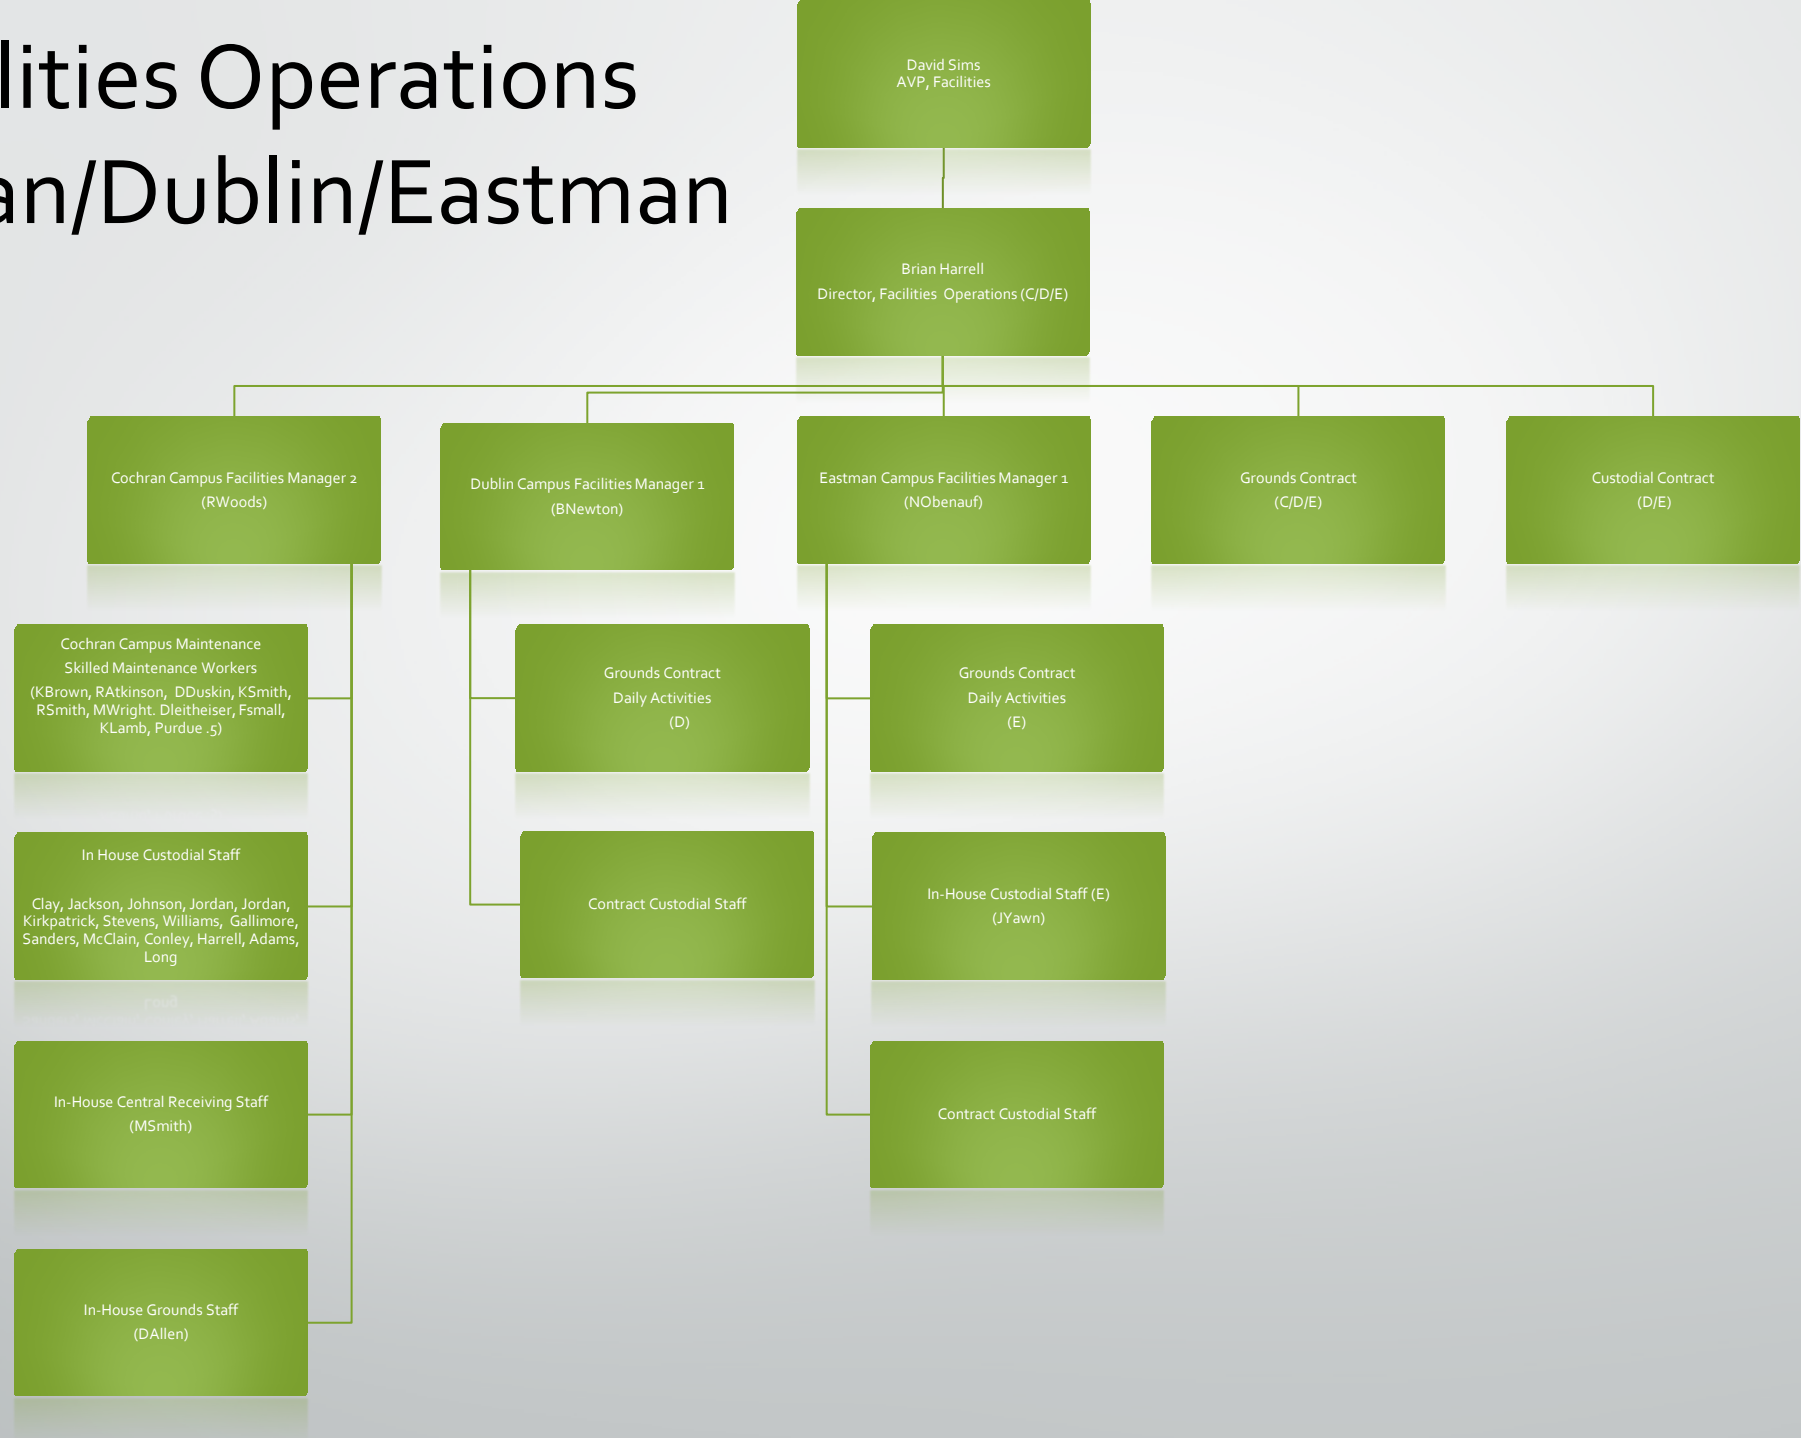 lities Operations
an/Dublin/Eastman
David Sims
AVP, Facilities
Brian Harrell
Director, Facilities  Operations (C/D/E)
Cochran Campus Facilities Manager 2
(RWoods)
Dublin Campus Facilities Manager 1
(BNewton)
Eastman Campus Facilities Manager 1
(NObenauf)
Grounds Contract
(C/D/E)
Custodial Contract
(D/E)
Cochran Campus Maintenance
Skilled Maintenance Workers
(KBrown, RAtkinson,  DDuskin, KSmith,
RSmith, MWright. Dleitheiser, Fsmall,
KLamb, Purdue .5)
In House Custodial Staff
Clay, Jackson, Johnson, Jordan, Jordan,
Kirkpatrick, Stevens, Williams,  Gallimore,
Sanders, McClain, Conley, Harrell, Adams,
Long
In-House Central Receiving Staff
(MSmith)
In-House Grounds Staff
(DAllen)
Grounds Contract
Daily Activities
(D)
Contract Custodial Staff
Grounds Contract
Daily Activities
(E)
In-House Custodial Staff (E)
(JYawn)
Contract Custodial Staff